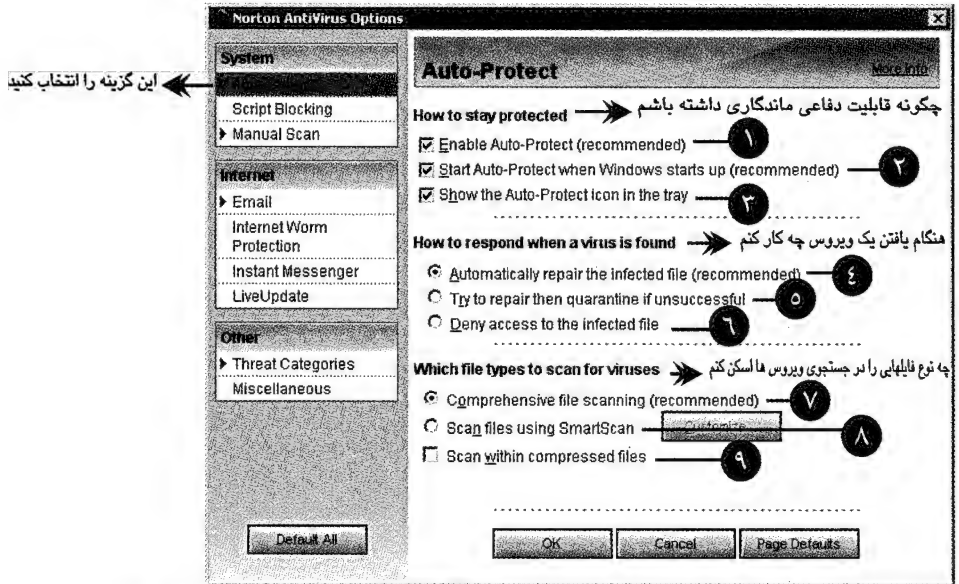 Norton AntiVirus Options
System
این گزینه را انتخاب کنید
Script Blocking
Manual Scan
Internet
Email
Internet Worm
Protection
Instant Messenger
LiveUpdate
Other
Threat Categories
Miscellaneous
Default All
Auto-Protect
More Info
How to stay protected چگونه قابلیت دفاعی ماندگاری داشته باشم
Enable Auto-Protect (recommended) ۱
Start Auto-Protect when Windows starts up (recommended) ۲
Show the Auto-Protect icon in the tray ۳
How to respond when a virus is found هنگام یافتن یک ویروس چه کار کنم
Automatically repair the infected file (recommended) ٤
Try to repair then quarantine if unsuccessful ۵
Deny access to the infected file ٦
Which file types to scan for viruses چه نوع فایلهایی را در جستجوی ویروس ها اسکن کنم
Comprehensive file scanning (recommended) ۷
Scan files using SmartScan Customize ۸
Scan within compressed files ۹
OK Cancel Page Defaults